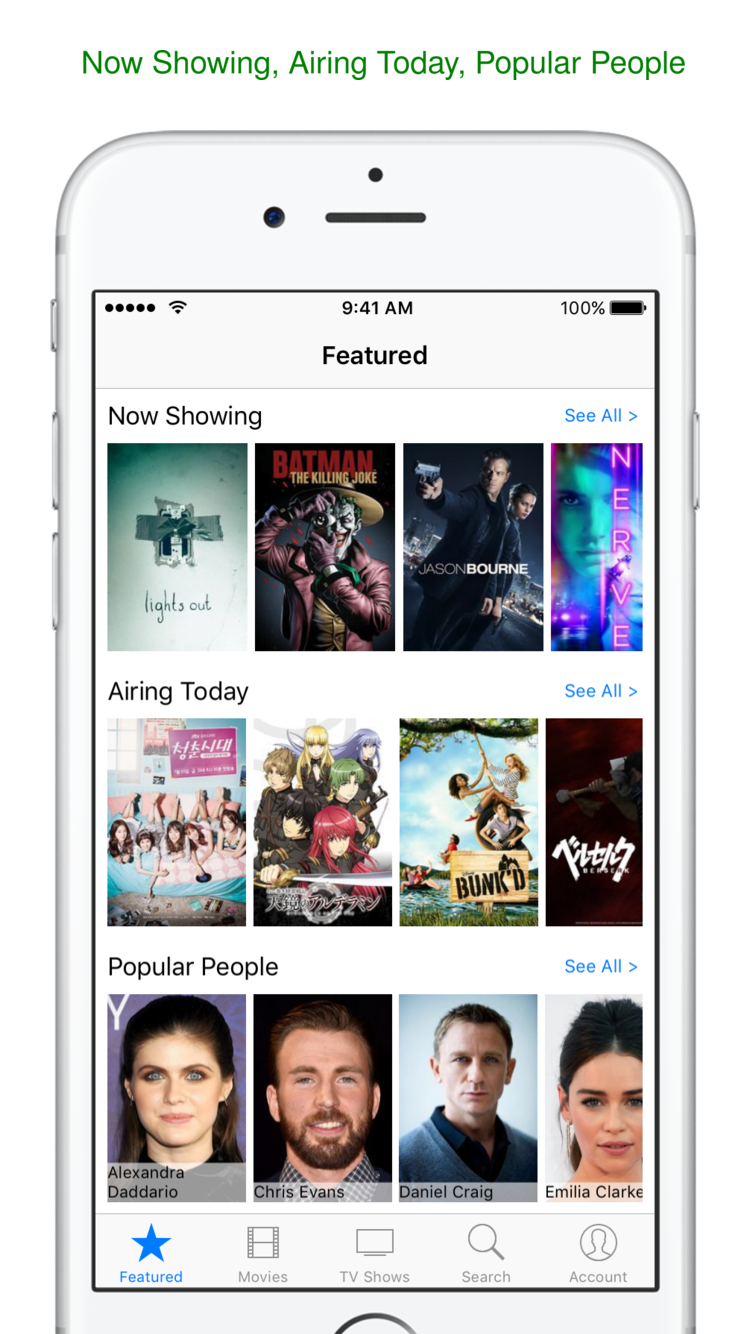 Now Showing, Airing Today, Popular People
9:41 AM
100%
Featured
Now Showing
See All >
lights out
BATMAN
THE KILLING JOKE
JASON BOURNE
NERVE
Airing Today
See All >
청춘시대
天鏡のアルデラミン
BUNK'D
ベルセルク
BERSERK
Popular People
See All >
Y
Alexandra
Daddario
Chris Evans
Daniel Craig
Emilia Clarke
Featured
Movies
TV Shows
Search
Account